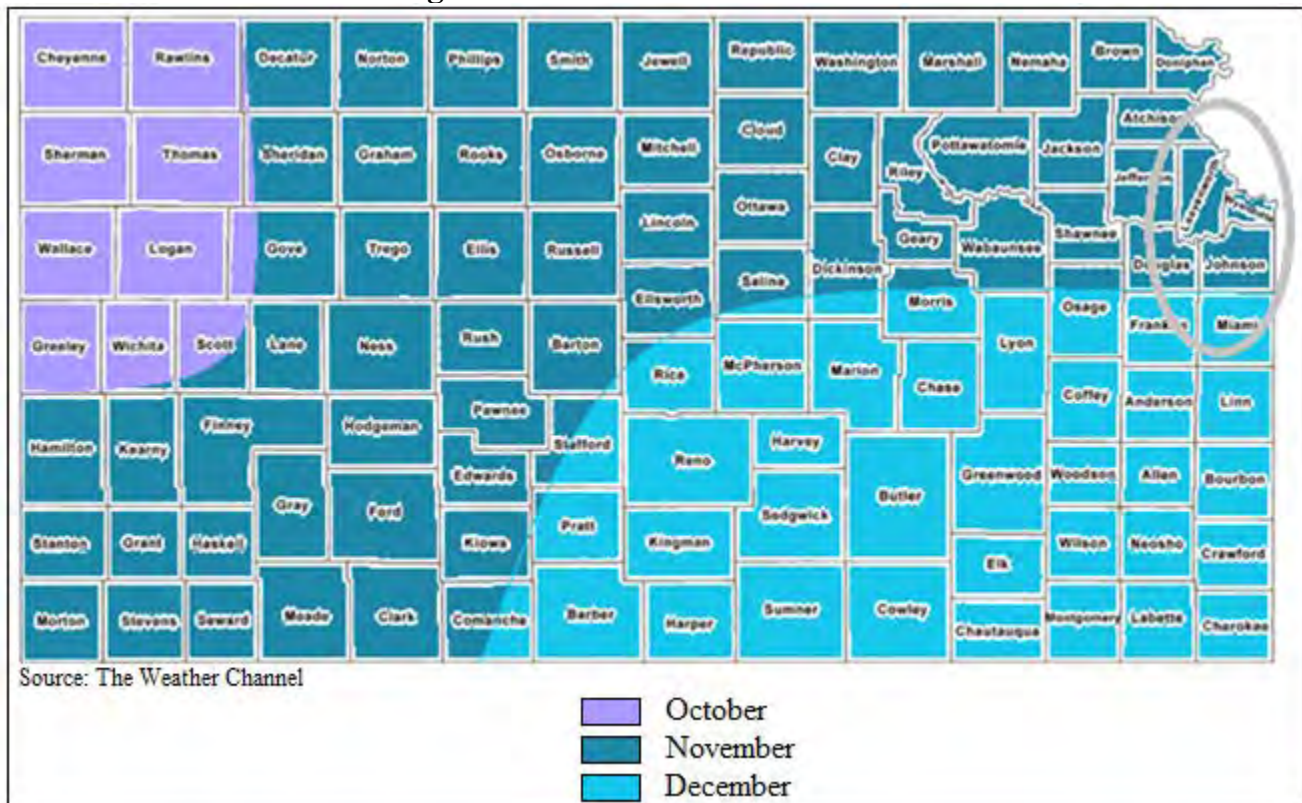 Cheyenne Rawlins Decatur Norton Phillips Smith Jewell Republic Washington Marshall Nemaha Brown Doniphan
Atchison
Sherman Thomas Sheridan Graham Rooks Osborne Mitchell Cloud Clay Riley Pottawatomie Jackson Jefferson Leavenworth Wyandotte
Wallace Logan Gove Trego Ellis Russell Lincoln Ottawa Dickinson Geary Wabaunsee Shawnee Douglas Johnson
Ellsworth Saline Morris Osage Franklin Miami
Greeley Wichita Scott Lane Ness Rush Barton Rice McPherson Marion Chase Lyon
Coffey Anderson Linn
Hamilton Kearny Finney Hodgeman Pawnee Stafford Reno Harvey
Edwards Butler Greenwood Woodson Allen Bourbon
Gray Ford Sedgwick
Stanton Grant Haskell Kiowa Pratt Kingman Elk Wilson Neosho Crawford
Morton Stevens Seward Meade Clark Comanche Barber Harper Sumner Cowley Chautauqua Montgomery Labette Cherokee
Source: The Weather Channel
October
November
December